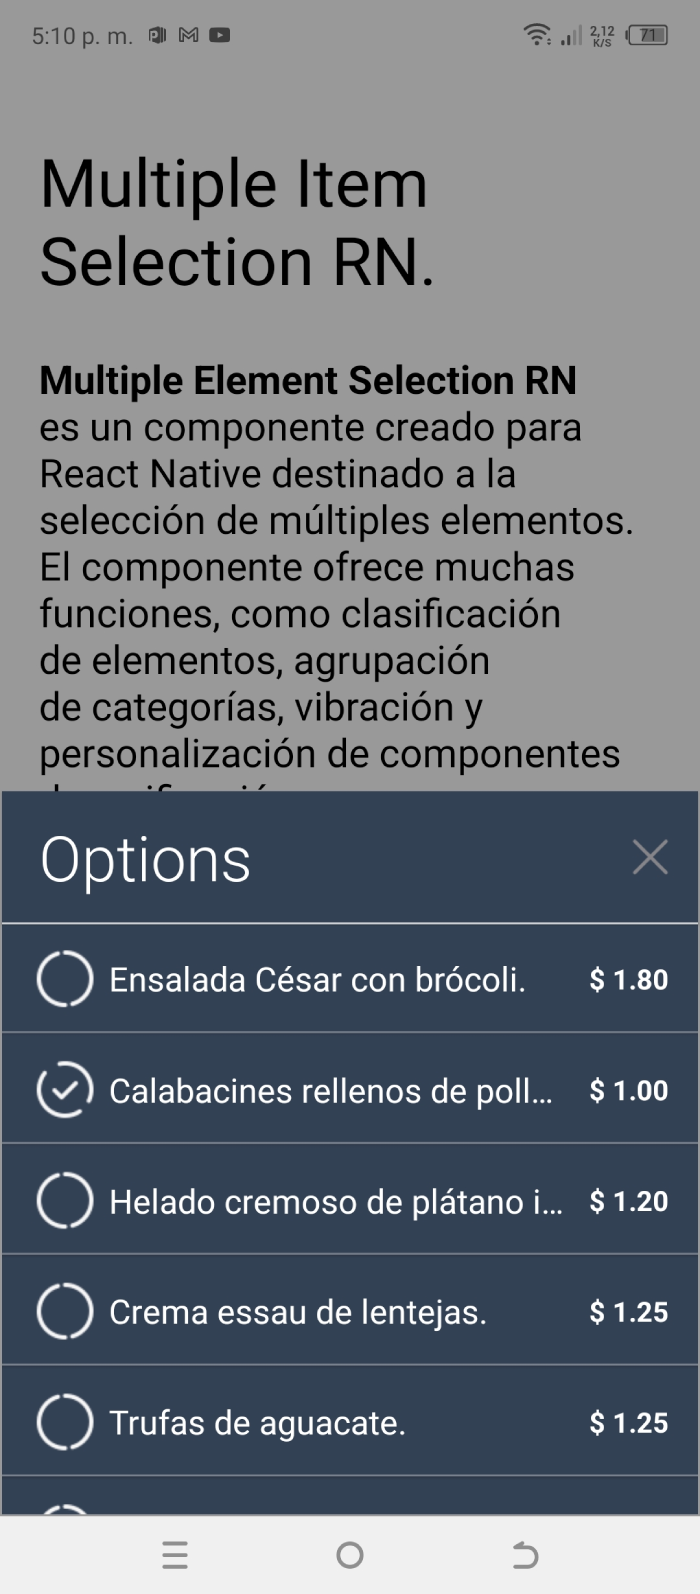 5:10 p. m.
2,12
K/S
71
Multiple Item
Selection RN.
Multiple Element Selection RN
es un componente creado para
React Native destinado a la
selección de múltiples elementos.
El componente ofrece muchas
funciones, como clasificación
de elementos, agrupación
de categorías, vibración y
personalización de componentes
Options
Ensalada César con brócoli. $ 1.80
Calabacines rellenos de poll... $ 1.00
Helado cremoso de plátano i... $ 1.20
Crema essau de lentejas. $ 1.25
Trufas de aguacate. $ 1.25